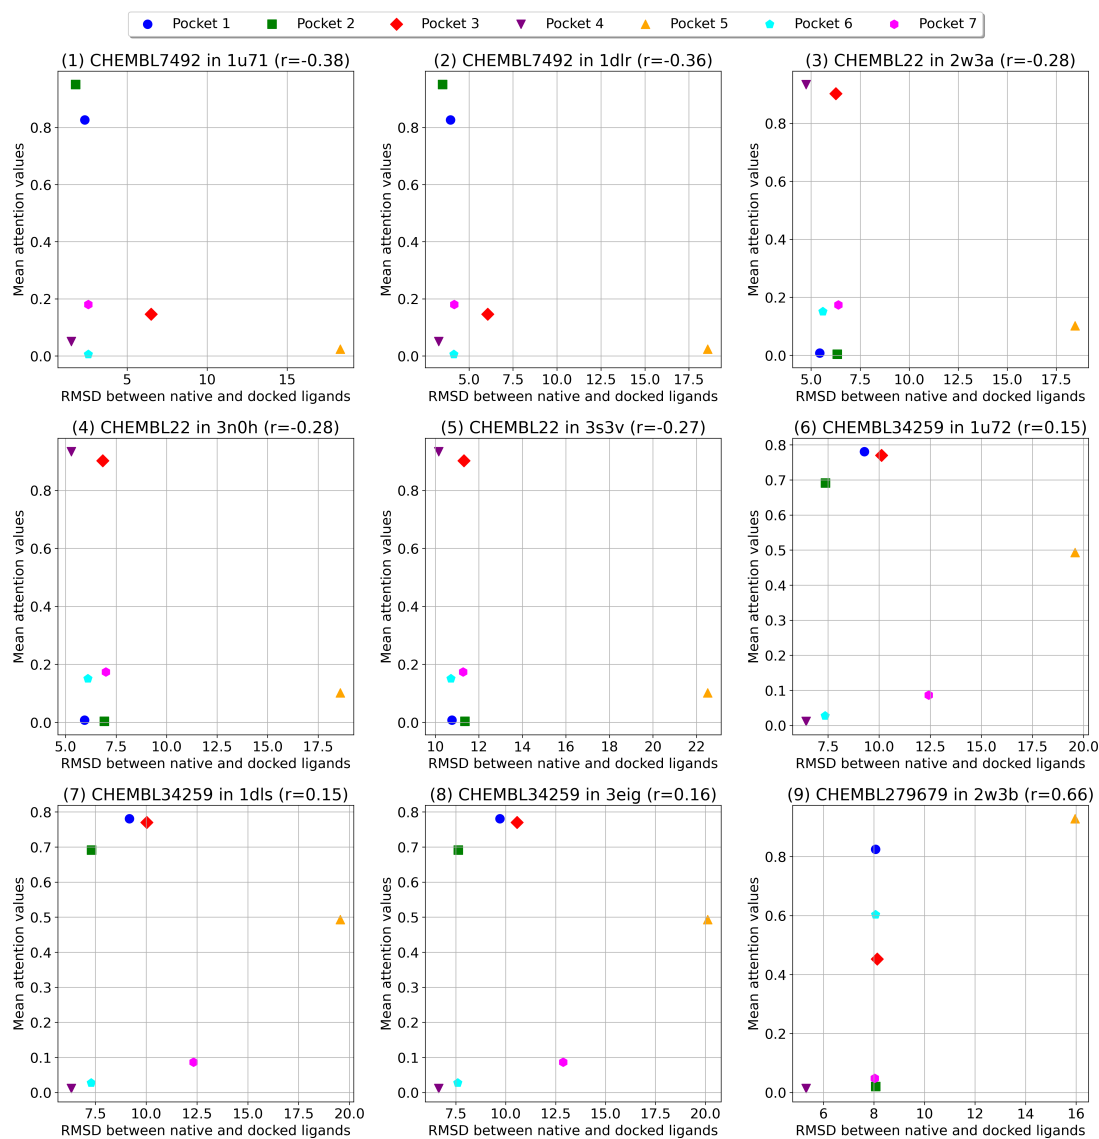 Pocket 1 Pocket 2 Pocket 3 Pocket 4 Pocket 5 Pocket 6 Pocket 7
(1) CHEMBL7492 in 1u71 (r=-0.38)
Mean attention values
0.8
0.6
0.4
0.2
0.0
5 10 15
RMSD between native and docked ligands
(2) CHEMBL7492 in 1dlr (r=-0.36)
Mean attention values
0.8
0.6
0.4
0.2
0.0
5.0 7.5 10.0 12.5 15.0 17.5
RMSD between native and docked ligands
(3) CHEMBL22 in 2w3a (r=-0.28)
Mean attention values
0.8
0.6
0.4
0.2
0.0
5.0 7.5 10.0 12.5 15.0 17.5
RMSD between native and docked ligands
(4) CHEMBL22 in 3n0h (r=-0.28)
Mean attention values
0.8
0.6
0.4
0.2
0.0
5.0 7.5 10.0 12.5 15.0 17.5
RMSD between native and docked ligands
(5) CHEMBL22 in 3s3v (r=-0.27)
Mean attention values
0.8
0.6
0.4
0.2
0.0
10 12 14 16 18 20 22
RMSD between native and docked ligands
(6) CHEMBL34259 in 1u72 (r=0.15)
Mean attention values
0.8
0.7
0.6
0.5
0.4
0.3
0.2
0.1
0.0
7.5 10.0 12.5 15.0 17.5 20.0
RMSD between native and docked ligands
(7) CHEMBL34259 in 1dls (r=0.15)
Mean attention values
0.8
0.7
0.6
0.5
0.4
0.3
0.2
0.1
0.0
7.5 10.0 12.5 15.0 17.5 20.0
RMSD between native and docked ligands
(8) CHEMBL34259 in 3eig (r=0.16)
Mean attention values
0.8
0.7
0.6
0.5
0.4
0.3
0.2
0.1
0.0
7.5 10.0 12.5 15.0 17.5 20.0
RMSD between native and docked ligands
(9) CHEMBL279679 in 2w3b (r=0.66)
Mean attention values
0.8
0.6
0.4
0.2
0.0
6 8 10 12 14 16
RMSD between native and docked ligands